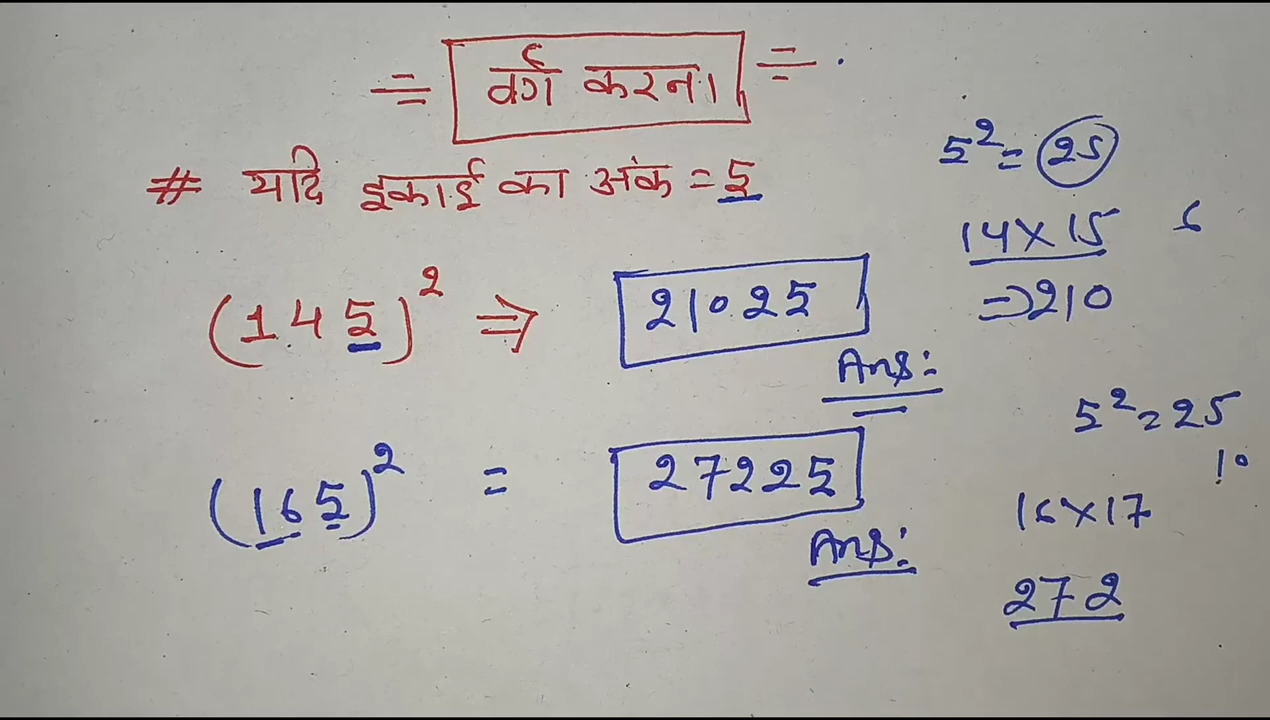 = वर्ग करना =
# यदि इकाई का अंक = 5
5² = 25
14×15
⇒210
(145)² ⇒ 21025
Ans:
5² = 25
10
(165)² = 27225
Ans:
16×17
272